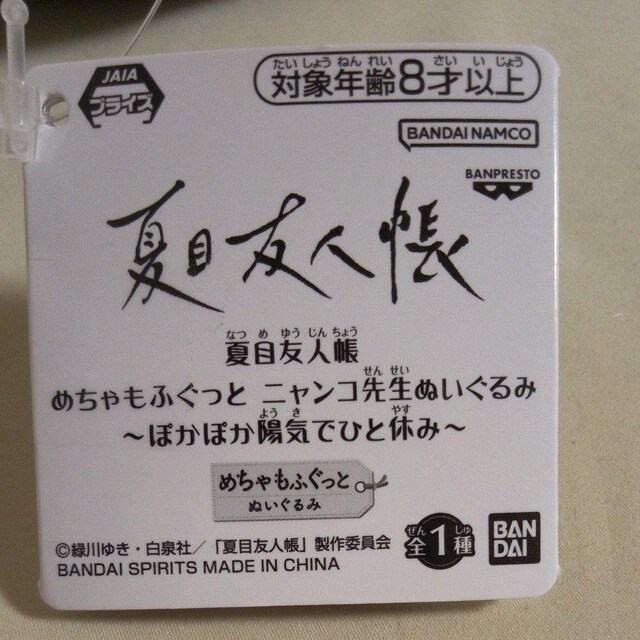 JAIA
プライズ
たいしょうねんれい さいいじょう
対象年齢8才以上
BANDAI NAMCO
BANPRESTO
夏目友人帳
なつめゆうじんちょう
夏目友人帳
せんせい
めちゃもふぐっと ニャンコ先生ぬいぐるみ
ようき やす
〜ぽかぽか陽気でひと休み〜
めちゃもふぐっと
ぬいぐるみ
©緑川ゆき・白泉社／「夏目友人帳」製作委員会
BANDAI SPIRITS MADE IN CHINA
ぜん しゅ
全1種
BAN
DAI